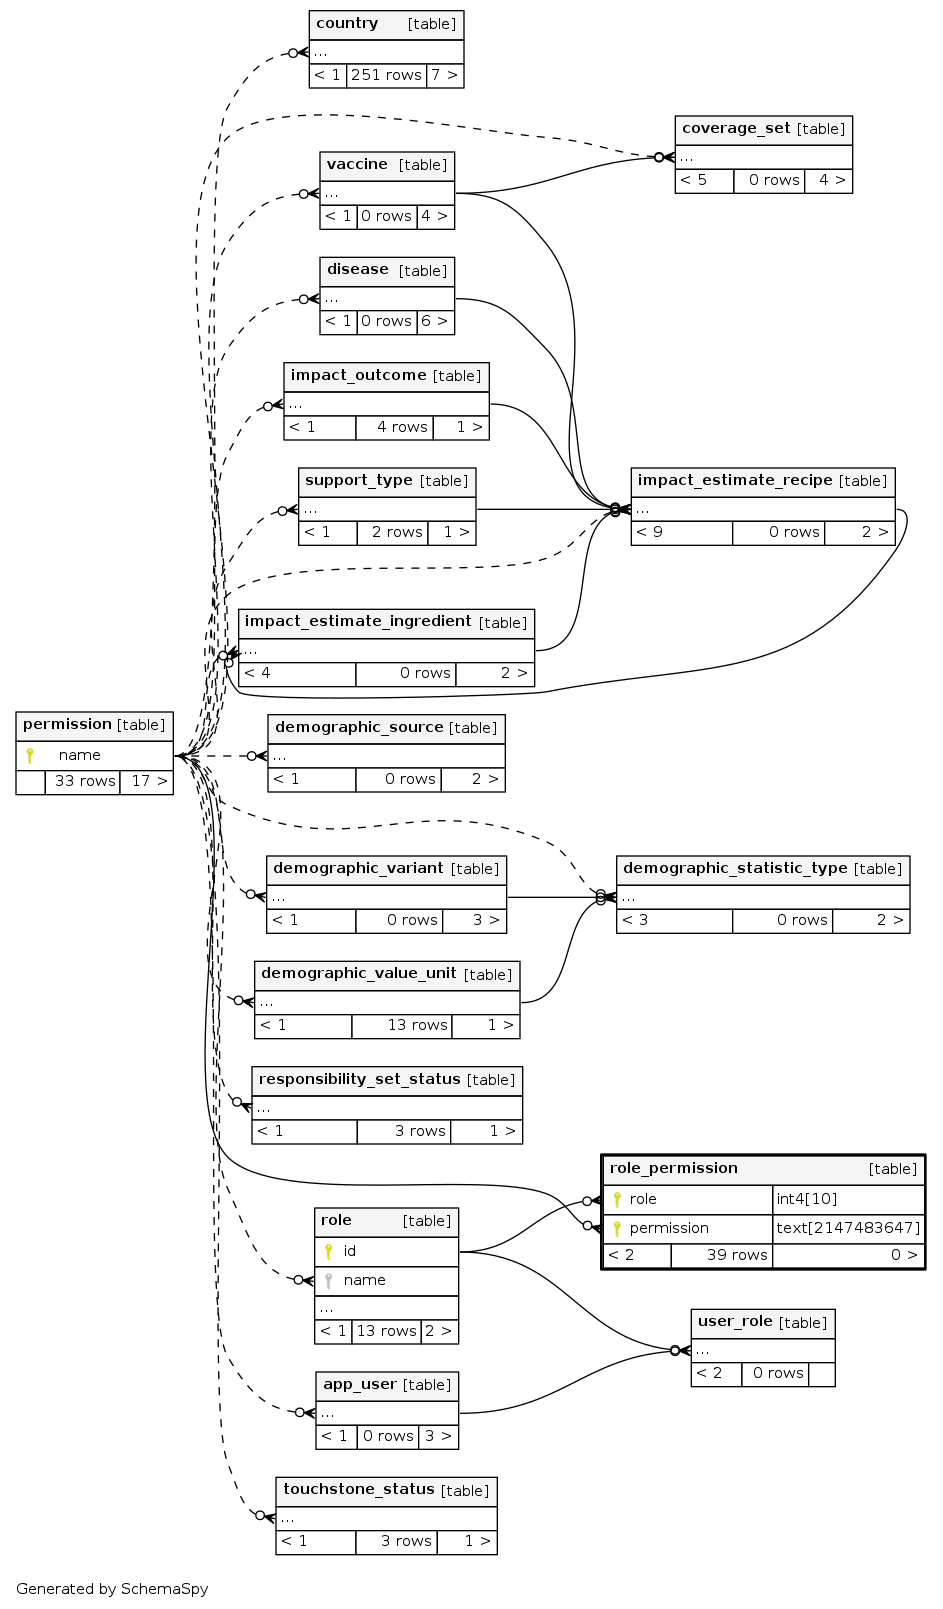 country [table]
...
< 1 251 rows 7 >
coverage_set [table]
...
< 5 0 rows 4 >
vaccine [table]
...
< 1 0 rows 4 >
disease [table]
...
< 1 0 rows 6 >
impact_outcome [table]
...
< 1 4 rows 1 >
support_type [table]
...
< 1 2 rows 1 >
impact_estimate_recipe [table]
...
< 9 0 rows 2 >
impact_estimate_ingredient [table]
...
< 4 0 rows 2 >
permission [table]
name
33 rows 17 >
demographic_source [table]
...
< 1 0 rows 2 >
demographic_variant [table]
...
< 1 0 rows 3 >
demographic_statistic_type [table]
...
< 3 0 rows 2 >
demographic_value_unit [table]
...
< 1 13 rows 1 >
responsibility_set_status [table]
...
< 1 3 rows 1 >
role_permission [table]
role int4[10]
permission text[2147483647]
< 2 39 rows 0 >
role [table]
id
name
...
< 1 13 rows 2 >
user_role [table]
...
< 2 0 rows
app_user [table]
...
< 1 0 rows 3 >
touchstone_status [table]
...
< 1 3 rows 1 >
Generated by SchemaSpy